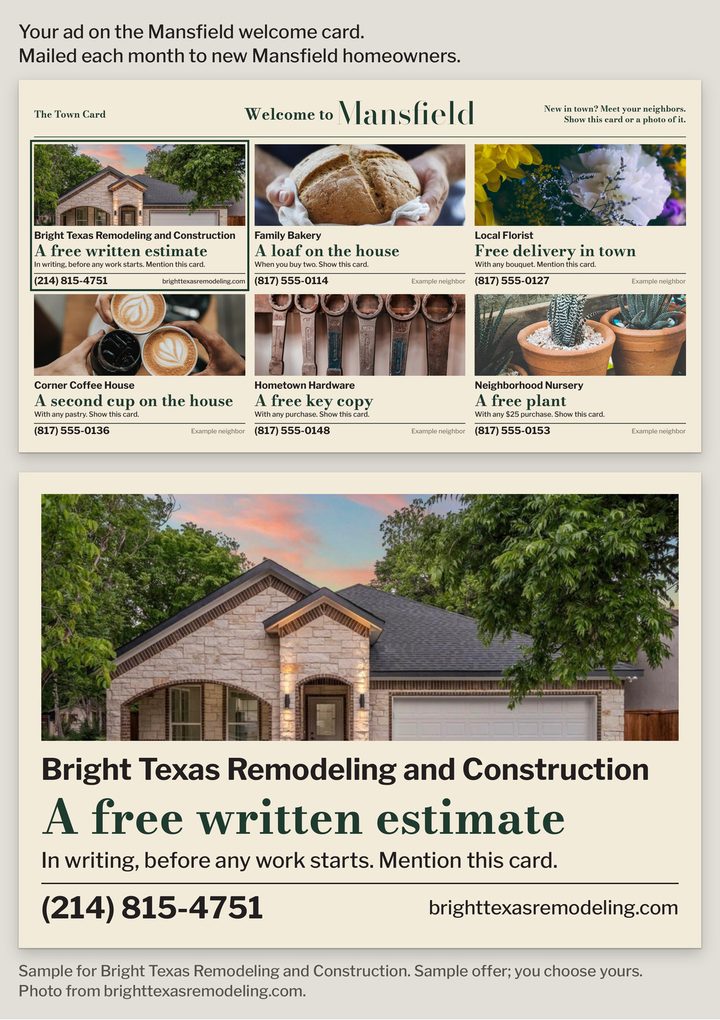 Your ad on the Mansfield welcome card.
Mailed each month to new Mansfield homeowners.
The Town Card
Welcome to Mansfield
New in town? Meet your neighbors.
Show this card or a photo of it.
Bright Texas Remodeling and Construction
A free written estimate
In writing, before any work starts. Mention this card.
(214) 815-4751
brighttexasremodeling.com
Family Bakery
A loaf on the house
When you buy two. Show this card.
(817) 555-0114
Example neighbor
Local Florist
Free delivery in town
With any bouquet. Mention this card.
(817) 555-0127
Example neighbor
Corner Coffee House
A second cup on the house
With any pastry. Show this card.
(817) 555-0136
Example neighbor
Hometown Hardware
A free key copy
With any purchase. Show this card.
(817) 555-0148
Example neighbor
Neighborhood Nursery
A free plant
With any $25 purchase. Show this card.
(817) 555-0153
Example neighbor
Bright Texas Remodeling and Construction
A free written estimate
In writing, before any work starts. Mention this card.
(214) 815-4751
brighttexasremodeling.com
Sample for Bright Texas Remodeling and Construction. Sample offer; you choose yours.
Photo from brighttexasremodeling.com.